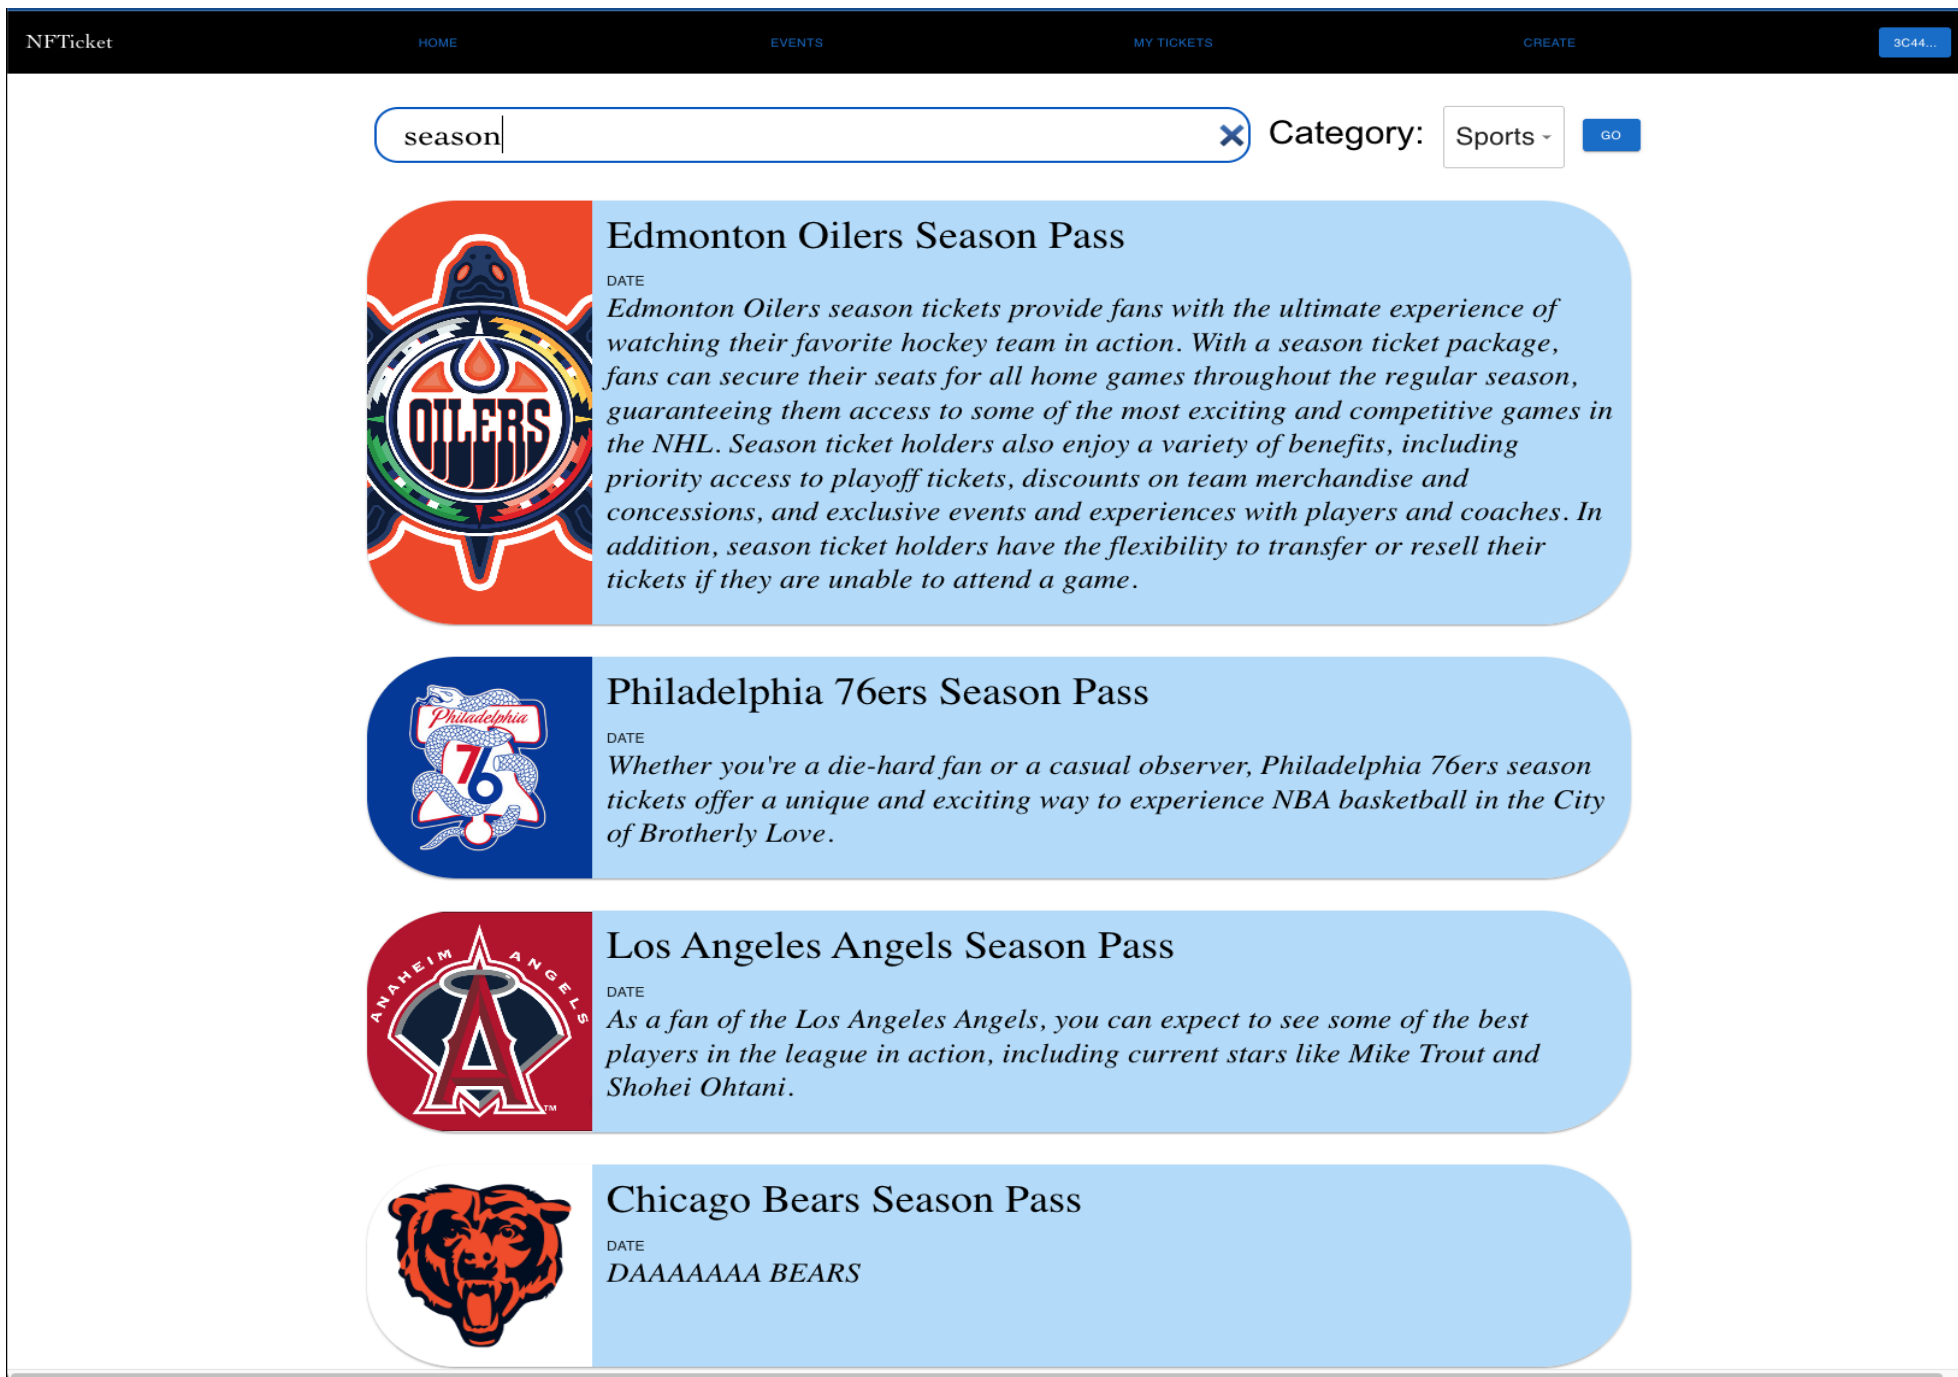 NFTicket HOME EVENTS MY TICKETS CREATE 3C44...
season Category: Sports GO
Edmonton Oilers Season Pass
DATE
Edmonton Oilers season tickets provide fans with the ultimate experience of
watching their favorite hockey team in action. With a season ticket package,
fans can secure their seats for all home games throughout the regular season,
guaranteeing them access to some of the most exciting and competitive games in
the NHL. Season ticket holders also enjoy a variety of benefits, including
priority access to playoff tickets, discounts on team merchandise and
concessions, and exclusive events and experiences with players and coaches. In
addition, season ticket holders have the flexibility to transfer or resell their
tickets if they are unable to attend a game.
OILERS
Philadelphia 76ers Season Pass
DATE
Whether you're a die-hard fan or a casual observer, Philadelphia 76ers season
tickets offer a unique and exciting way to experience NBA basketball in the City
of Brotherly Love.
Philadelphia
76
Los Angeles Angels Season Pass
DATE
As a fan of the Los Angeles Angels, you can expect to see some of the best
players in the league in action, including current stars like Mike Trout and
Shohei Ohtani.
ANAHEIM ANGELS
A
TM
Chicago Bears Season Pass
DATE
DAAAAAAA BEARS